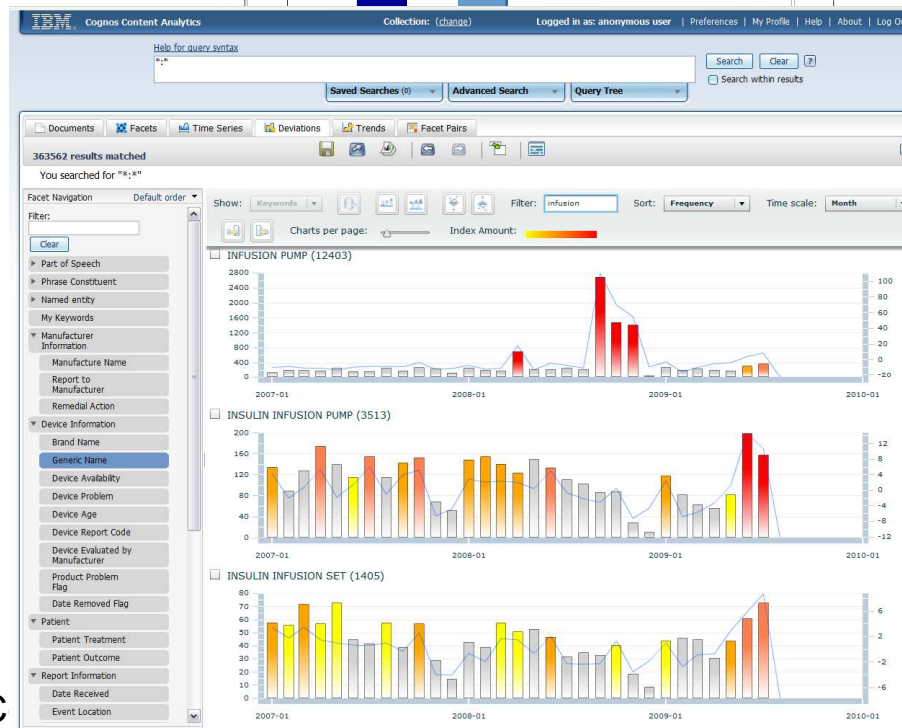 IBM. Cognos Content Analytics Collection: (change) Logged in as: anonymous user | Preferences | My Profile | Help | About | Log O
Help for query syntax
*:*
Search Clear ?
Search within results
Saved Searches (0) Advanced Search Query Tree
Documents Facets Time Series Deviations Trends Facet Pairs
363562 results matched
You searched for "*:*"
Facet Navigation Default order
Filter:
Clear
Part of Speech
Phrase Constituent
Named entity
My Keywords
Manufacturer
Information
Manufacture Name
Report to
Manufacturer
Remedial Action
Device Information
Brand Name
Generic Name
Device Availability
Device Problem
Device Age
Device Report Code
Device Evaluated by
Manufacturer
Product Problem
Flag
Date Removed Flag
Patient
Patient Treatment
Patient Outcome
Report Information
Date Received
Event Location
Show: Keywords Filter: infusion Sort: Frequency Time scale: Month
Charts per page: Index Amount:
INFUSION PUMP (12403)
2800
2400
2000
1600
1200
800
400
0
100
80
60
40
20
0
-20
2007-01 2008-01 2009-01 2010-01
INSULIN INFUSION PUMP (3513)
200
160
120
80
40
0
12
8
4
0
-4
-8
-12
2007-01 2008-01 2009-01 2010-01
INSULIN INFUSION SET (1405)
80
70
60
50
40
30
20
10
0
6
2
-2
-6
2007-01 2008-01 2009-01 2010-01